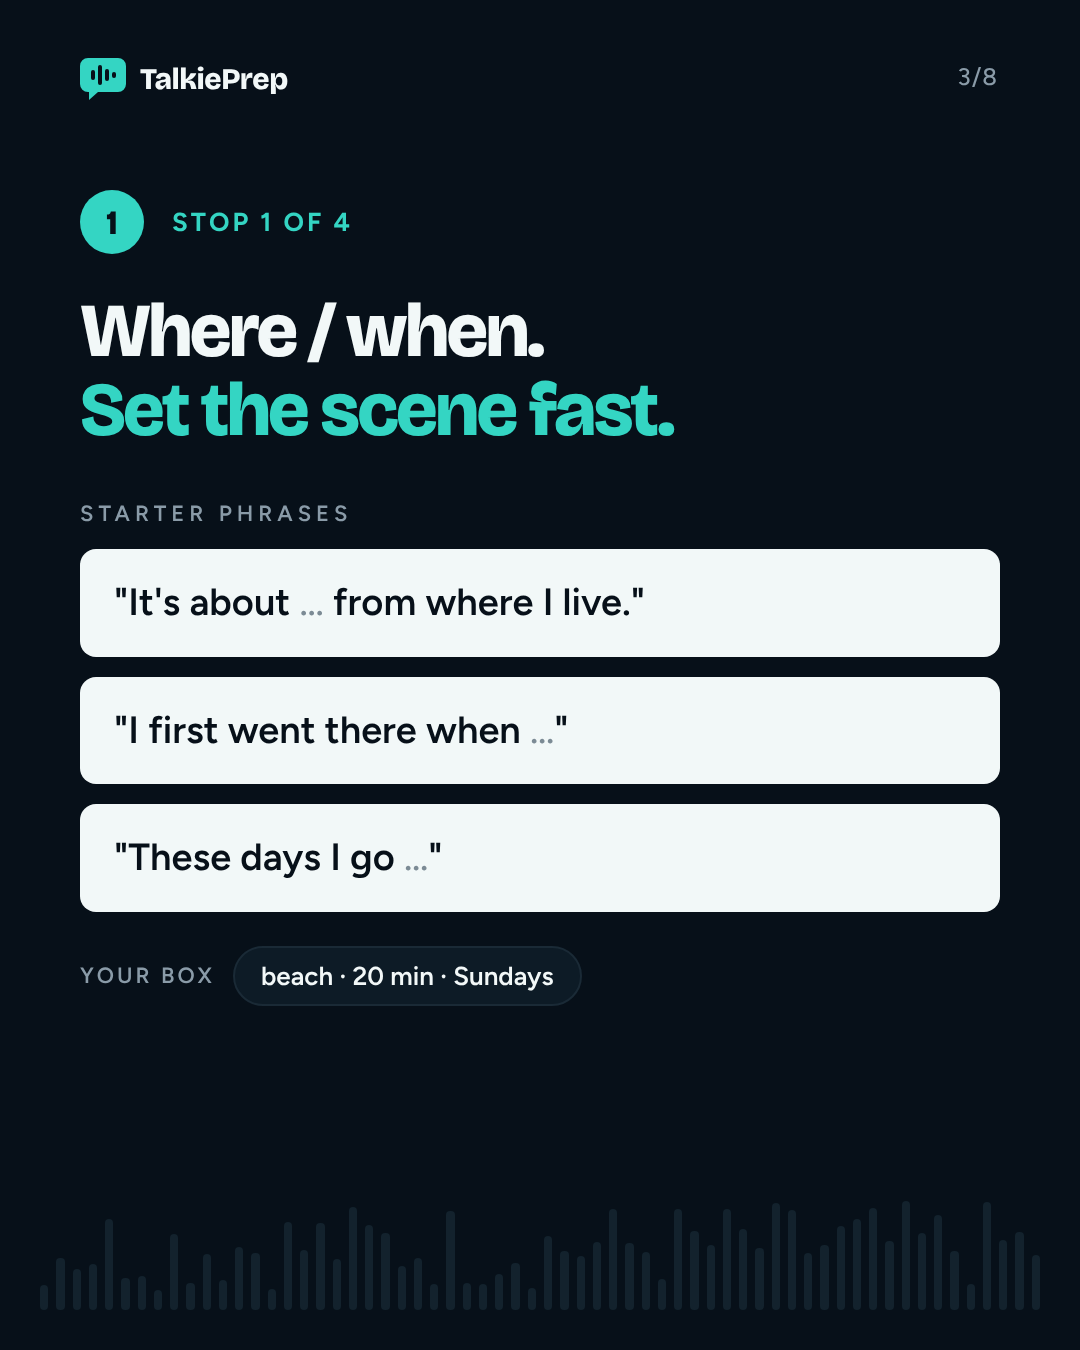 TalkiePrep
3/8
1
STOP 1 OF 4
Where / when.
Set the scene fast.
STARTER PHRASES
"It's about ... from where I live."
"I first went there when ..."
"These days I go ..."
YOUR BOX
beach · 20 min · Sundays